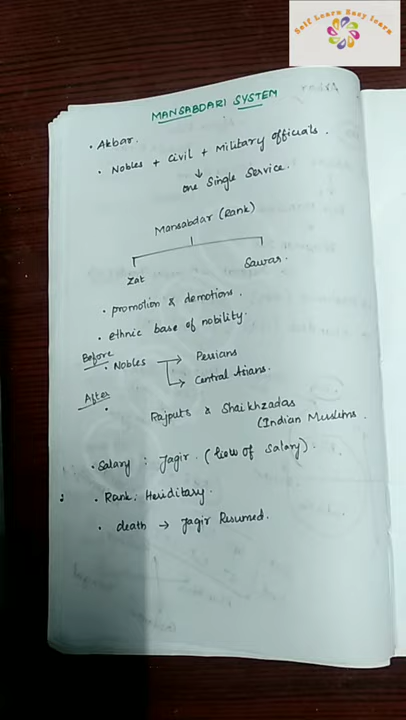 Self Learn Easy learn
MANSABDARI SYSTEM
• Akbar.
• Nobles + Civil + Military officials.
↓
one Single Service.
Mansabdar (Rank)
Zat Sawar.
• promotion & demotions.
• ethnic base of nobility.
Before
• Nobles → Persians
→ Central Asians.
After
• Rajputs & Shaikhzadas
(Indian Muslims.
• Salary : Jagir. (lieu of Salary).
• Rank: Heriditary.
• death → Jagir Resumed.